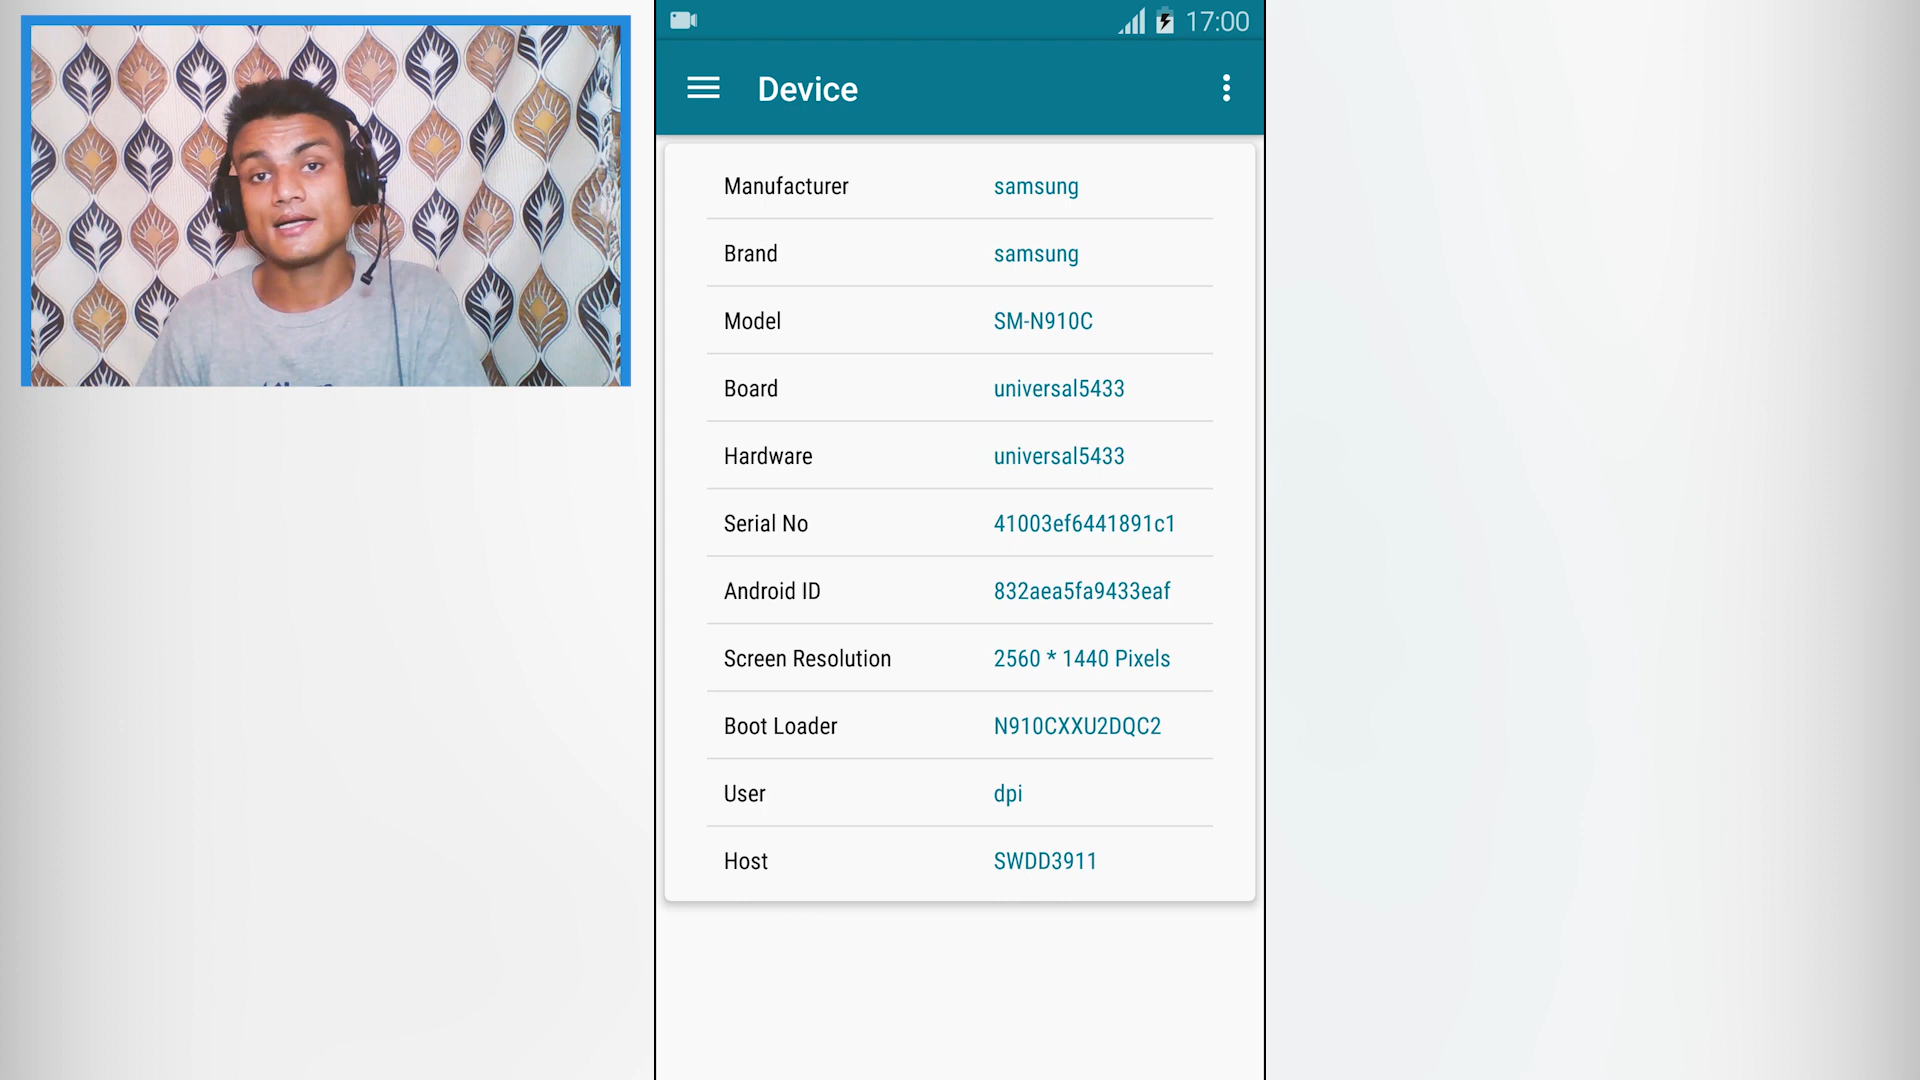 17:00
Device
Manufacturer samsung
Brand samsung
Model SM-N910C
Board universal5433
Hardware universal5433
Serial No 41003ef6441891c1
Android ID 832aea5fa9433eaf
Screen Resolution 2560 * 1440 Pixels
Boot Loader N910CXXU2DQC2
User dpi
Host SWDD3911